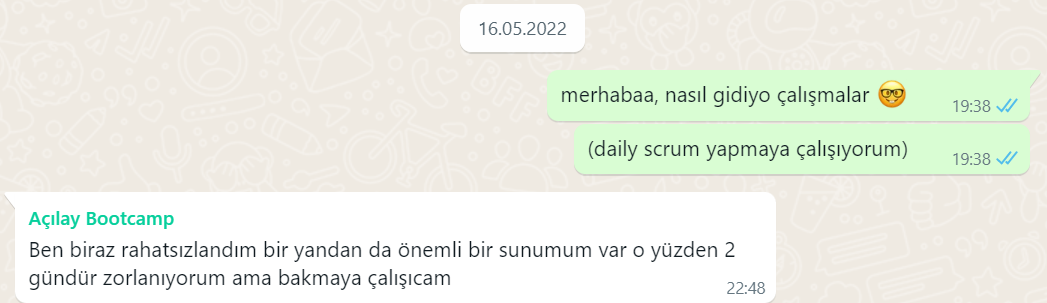 16.05.2022
merhabaa, nasıl gidiyo çalışmalar 🤓
19:38
(daily scrum yapmaya çalışıyorum)
19:38
Açılay Bootcamp
Ben biraz rahatsızlandım bir yandan da önemli bir sunumum var o yüzden 2
gündür zorlanıyorum ama bakmaya çalışıcam
22:48